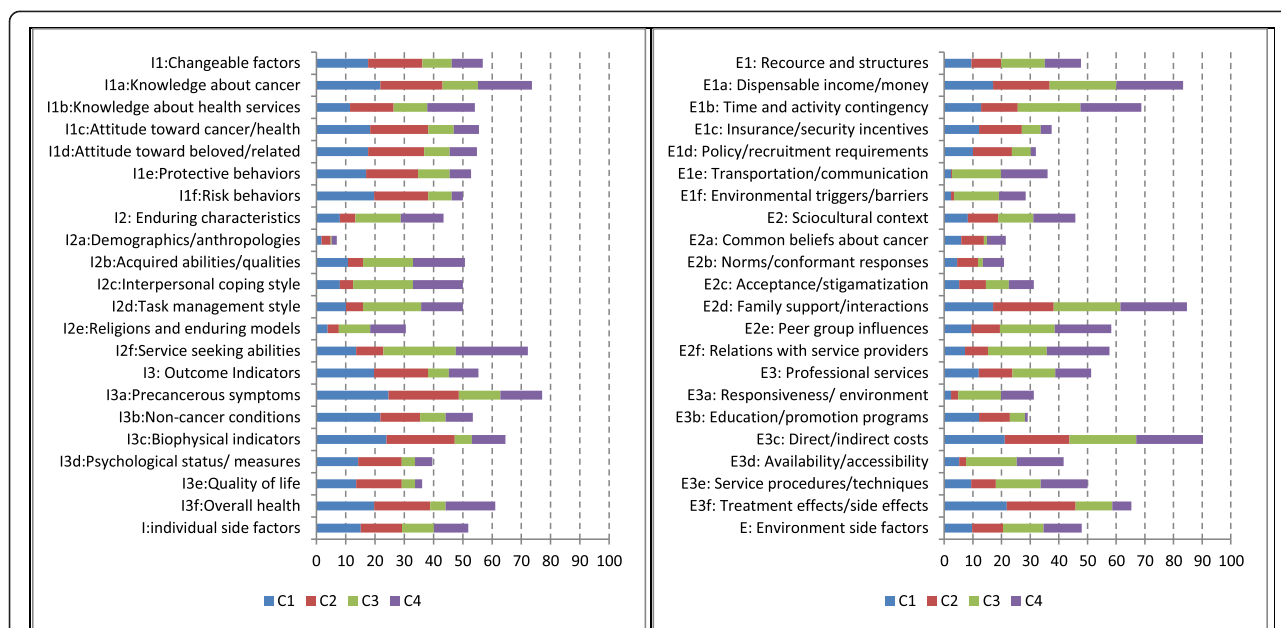 I1:Changeable factors
I1a:Knowledge about cancer
I1b:Knowledge about health services
I1c:Attitude toward cancer/health
I1d:Attitude toward beloved/related
I1e:Protective behaviors
I1f:Risk behaviors
I2: Enduring characteristics
I2a:Demographics/anthropologies
I2b:Acquired abilities/qualities
I2c:Interpersonal coping style
I2d:Task management style
I2e:Religions and enduring models
I2f:Service seeking abilities
I3: Outcome Indicators
I3a:Precancerous symptoms
I3b:Non-cancer conditions
I3c:Biophysical indicators
I3d:Psychological status/ measures
I3e:Quality of life
I3f:Overall health
I:individual side factors
0 10 20 30 40 50 60 70 80 90 100
C1 C2 C3 C4
E1: Recource and structures
E1a: Dispensable income/money
E1b: Time and activity contingency
E1c: Insurance/security incentives
E1d: Policy/recruitment requirements
E1e: Transportation/communication
E1f: Environmental triggers/barriers
E2: Sociocultural context
E2a: Common beliefs about cancer
E2b: Norms/conformant responses
E2c: Acceptance/stigamatization
E2d: Family support/interactions
E2e: Peer group influences
E2f: Relations with service providers
E3: Professional services
E3a: Responsiveness/ environment
E3b: Education/promotion programs
E3c: Direct/indirect costs
E3d: Availability/accessibility
E3e: Service procedures/techniques
E3f: Treatment effects/side effects
E: Environment side factors
0 10 20 30 40 50 60 70 80 90 100
C1 C2 C3 C4